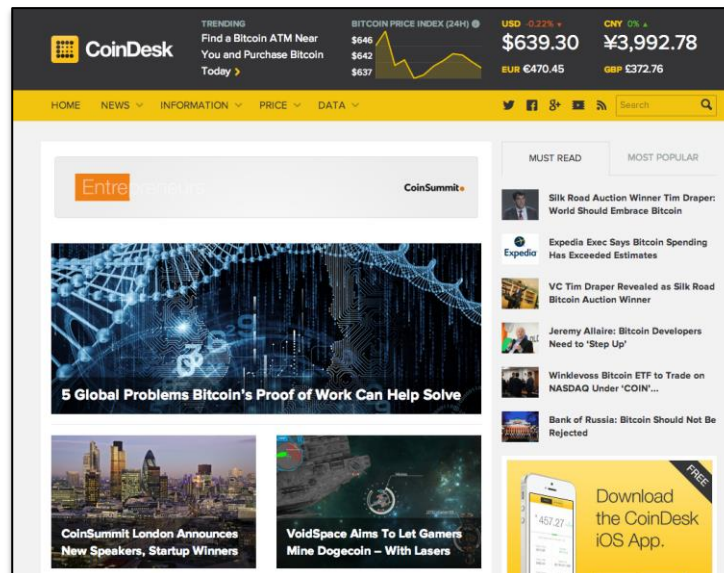 CoinDesk
TRENDING
Find a Bitcoin ATM Near
You and Purchase Bitcoin
Today
BITCOIN PRICE INDEX (24H)
$646
$642
$637
USD -0.22%
$639.30
EUR €470.45
CNY 0%
¥3,992.78
GBP £372.76
HOME NEWS INFORMATION PRICE DATA
Search
Entrepreneurs
CoinSummit
5 Global Problems Bitcoin's Proof of Work Can Help Solve
CoinSummit London Announces
New Speakers, Startup Winners
VoidSpace Aims To Let Gamers
Mine Dogecoin – With Lasers
MUST READ
MOST POPULAR
Silk Road Auction Winner Tim Draper:
World Should Embrace Bitcoin
Expedia
Expedia Exec Says Bitcoin Spending
Has Exceeded Estimates
VC Tim Draper Revealed as Silk Road
Bitcoin Auction Winner
Jeremy Allaire: Bitcoin Developers
Need to 'Step Up'
Winklevoss Bitcoin ETF to Trade on
NASDAQ Under 'COIN'...
Bank of Russia: Bitcoin Should Not Be
Rejected
FREE
Download
the CoinDesk
iOS App.
457.27